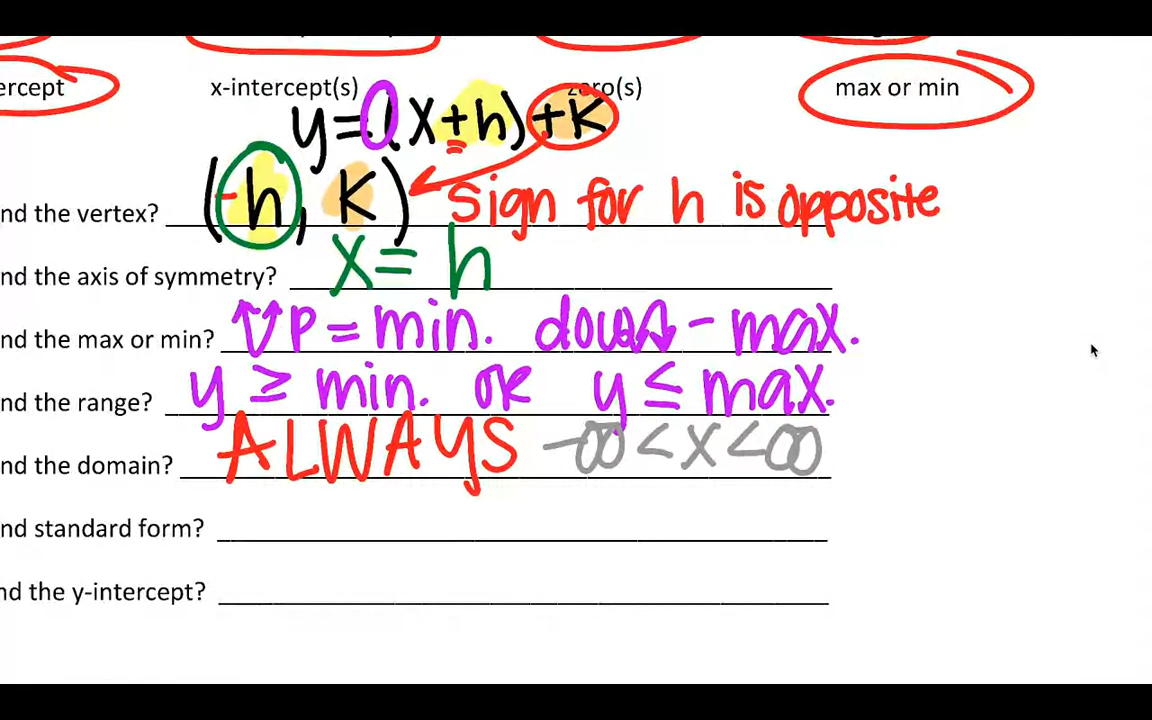 ercept x-intercept(s) zero(s) max or min
y = (x+h) +k
nd the vertex? (-h, k) Sign for h is opposite
nd the axis of symmetry? x = h
nd the max or min? Up = min. down - max.
nd the range? y ≥ min. or y ≤ max.
nd the domain? ALWAYS -∞ < x < ∞
nd standard form?
nd the y-intercept?